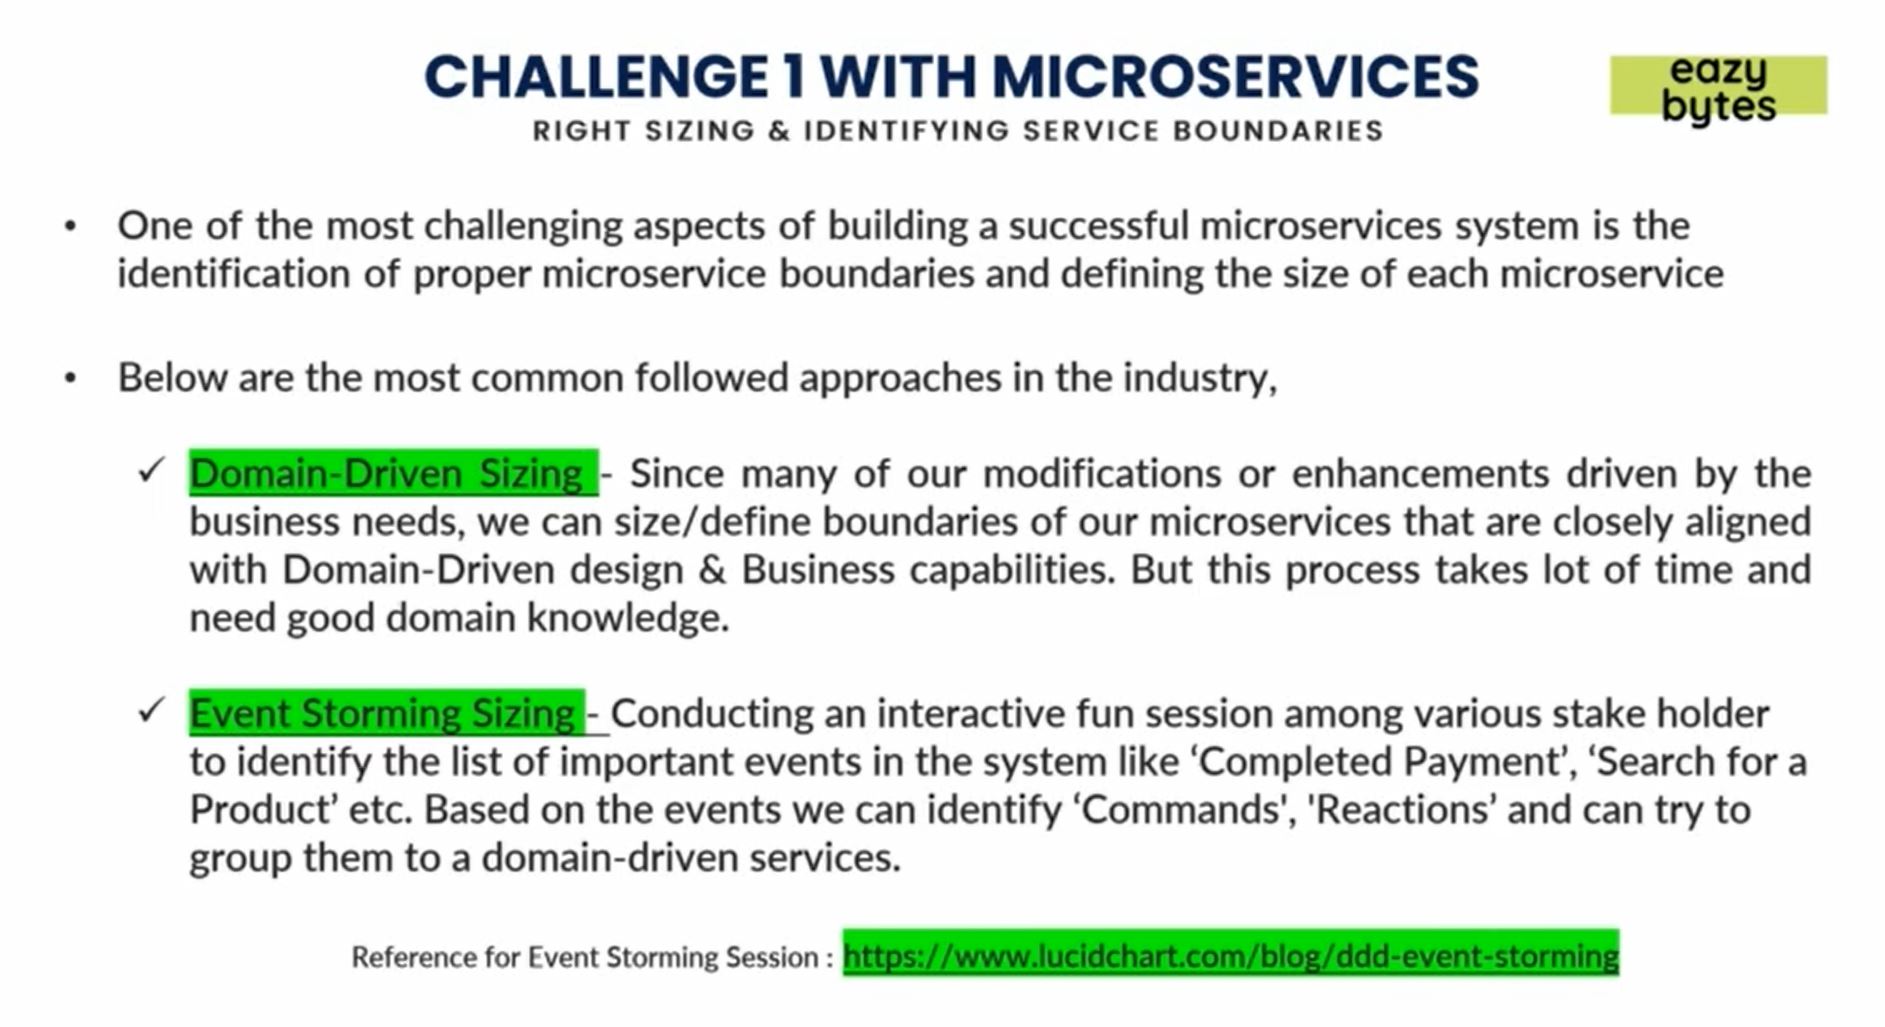 CHALLENGE 1 WITH MICROSERVICES
eazy
bytes
RIGHT SIZING & IDENTIFYING SERVICE BOUNDARIES
• One of the most challenging aspects of building a successful microservices system is the
identification of proper microservice boundaries and defining the size of each microservice
• Below are the most common followed approaches in the industry,
✓ Domain-Driven Sizing - Since many of our modifications or enhancements driven by the
business needs, we can size/define boundaries of our microservices that are closely aligned
with Domain-Driven design & Business capabilities. But this process takes lot of time and
need good domain knowledge.
✓ Event Storming Sizing - Conducting an interactive fun session among various stake holder
to identify the list of important events in the system like ‘Completed Payment’, ‘Search for a
Product’ etc. Based on the events we can identify ‘Commands', 'Reactions’ and can try to
group them to a domain-driven services.
Reference for Event Storming Session : https://www.lucidchart.com/blog/ddd-event-storming